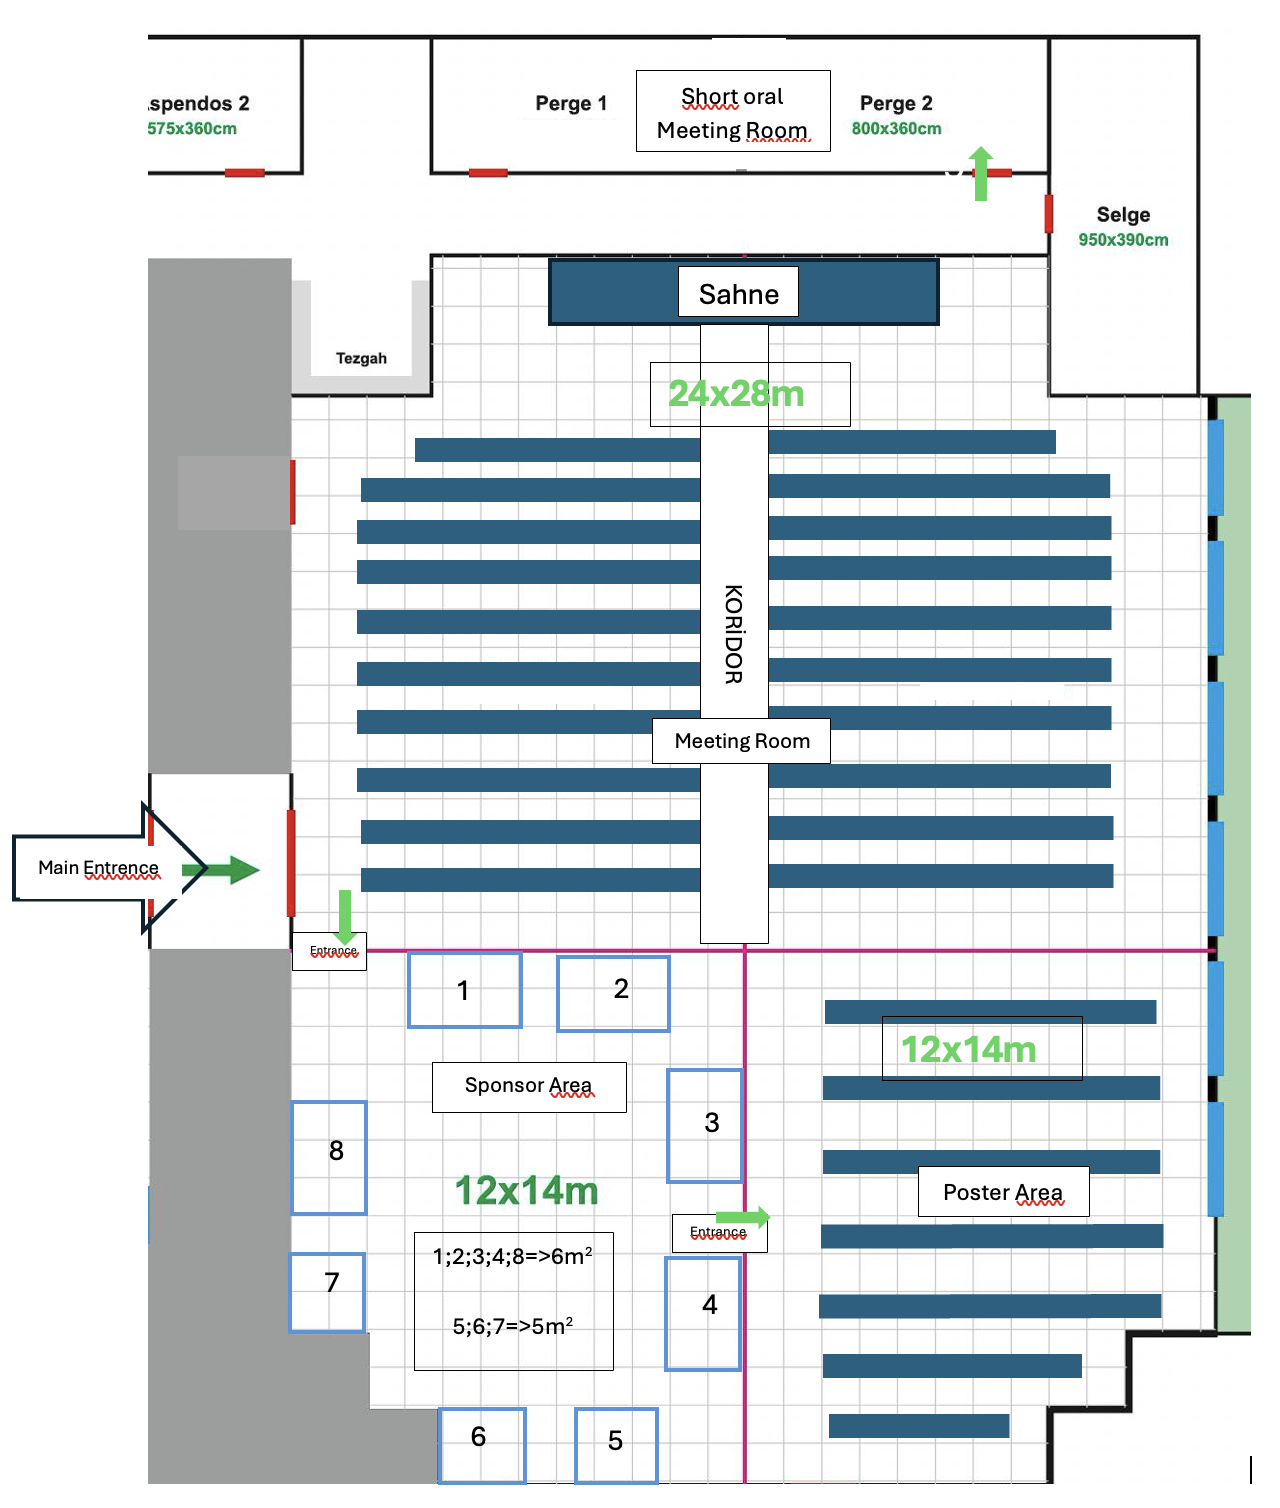 spendos 2
575x360cm
Perge 1
Short oral
Meeting Room
Perge 2
800x360cm
Selge
950x390cm
Sahne
Tezgah
24x28m
KORİDOR
Meeting Room
Main Entrence
Entrance
1
2
12x14m
Sponsor Area
3
8
12x14m
Poster Area
Entrance
1;2;3;4;8=>6m²
7
4
5;6;7=>5m²
6
5